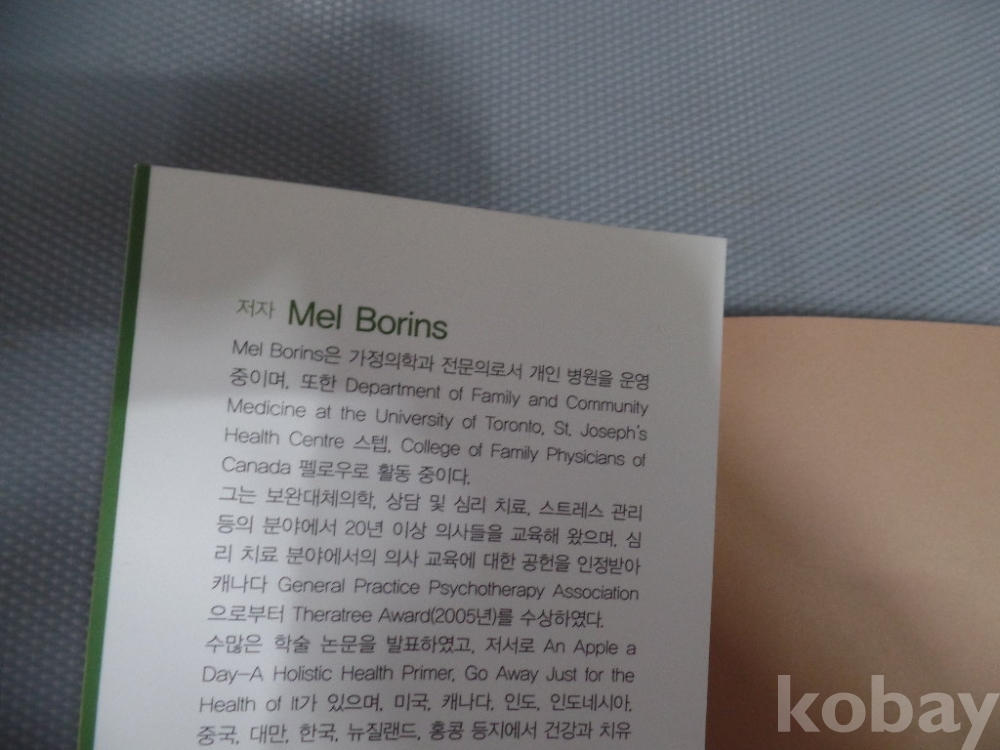 저자 Mel Borins
Mel Borins은 가정의학과 전문의로서 개인 병원을 운영
중이며, 또한 Department of Family and Community
Medicine at the University of Toronto, St. Joseph's
Health Centre 스텝, College of Family Physicians of
Canada 펠로우로 활동 중이다.
그는 보완대체의학, 상담 및 심리 치료, 스트레스 관리
등의 분야에서 20년 이상 의사들을 교육해 왔으며, 심
리 치료 분야에서의 의사 교육에 대한 공헌을 인정받아
캐나다 General Practice Psychotherapy Association
으로부터 Theratree Award(2005년)를 수상하였다.
수많은 학술 논문을 발표하였고, 저서로 An Apple a
Day–A Holistic Health Primer, Go Away Just for the
Health of It가 있으며, 미국, 캐나다, 인도, 인도네시아,
중국, 대만, 한국, 뉴질랜드, 홍콩 등지에서 건강과 치유
kobay